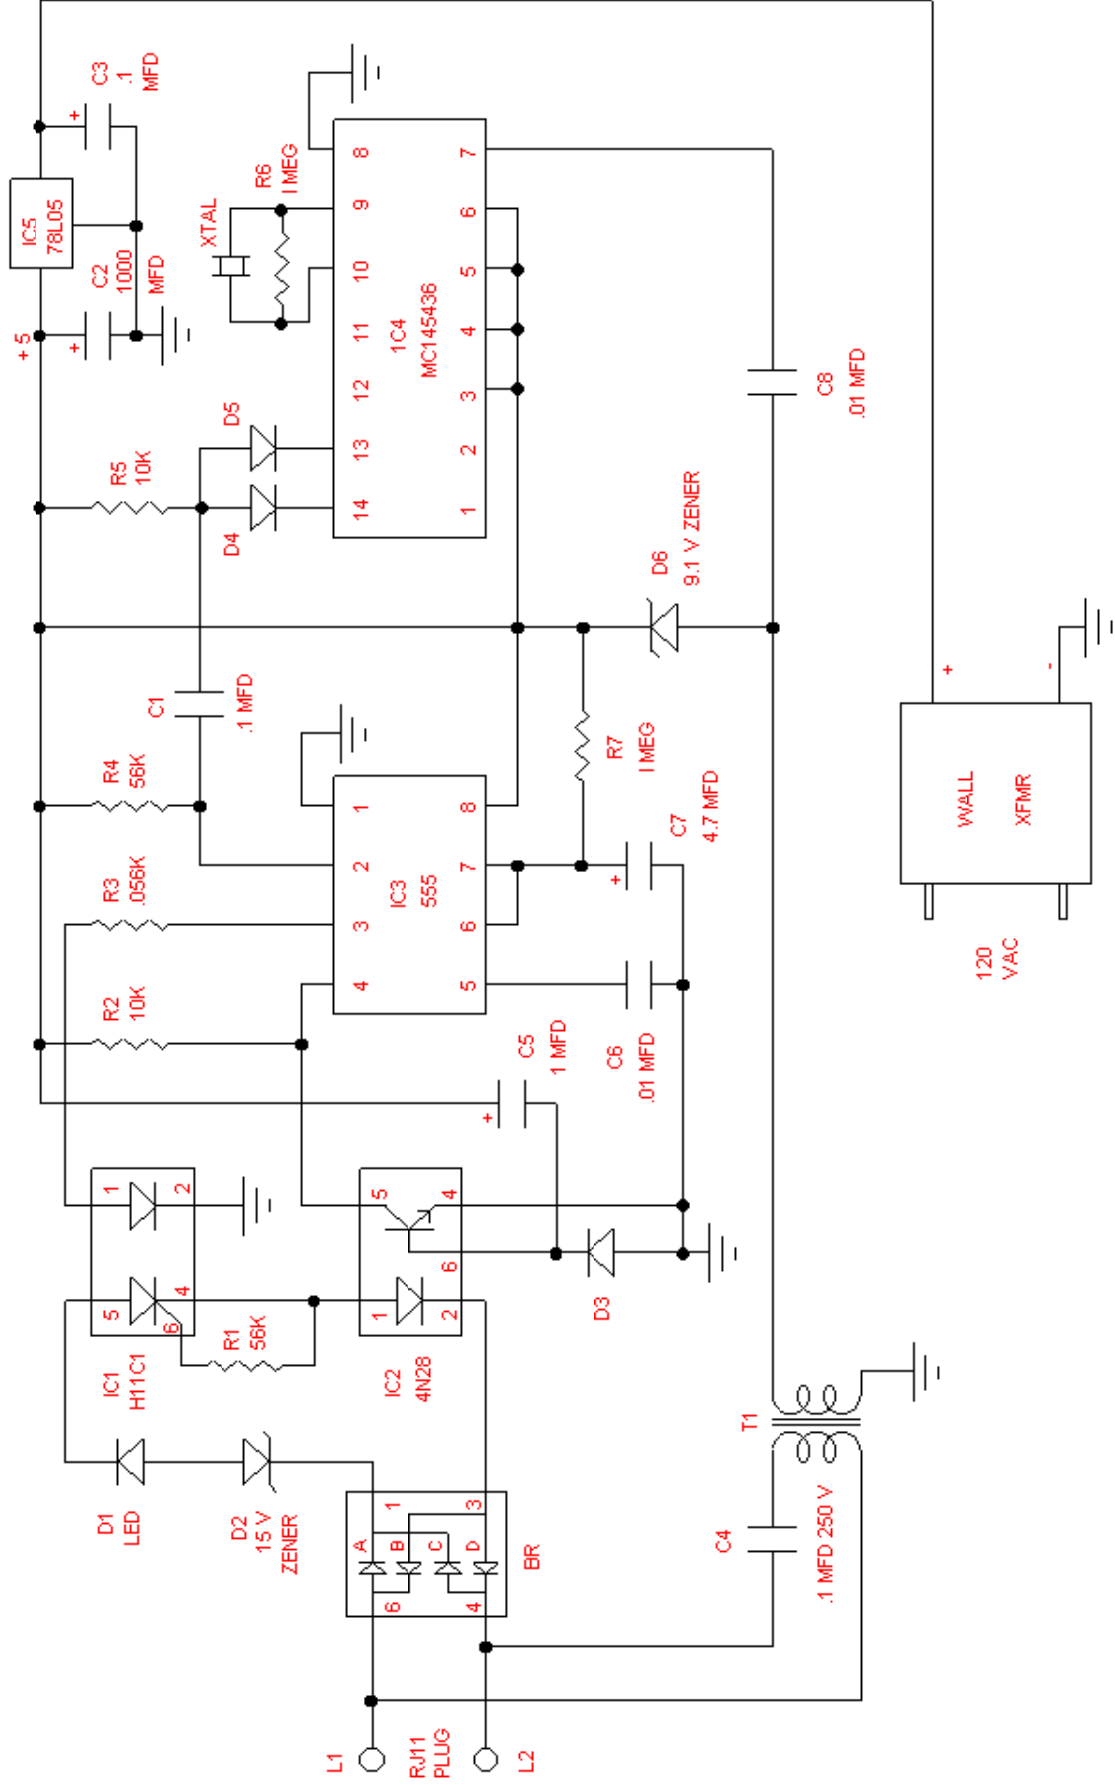 L1
RJ11
PLUG
L2
D1
LED
D2
15 V
ZENER
6
A
1
B
C
4
D
3
BR
C4
.1 MFD 250 V
T1
5
1
4
2
6
IC1
H11C1
R1
56K
1
5
2
6
4
IC2
4N28
D3
R2
10K
R3
.056K
R4
56K
C5
+
1 MFD
C6
.01 MFD
4
3
2
1
IC3
555
5
6
7
8
C7
+
4.7 MFD
R7
I MEG
C1
.1 MFD
R5
10K
D4
D5
D6
9.1 V ZENER
+ 5
+
C2
1000
MFD
IC5
78L05
+
C3
.1
MFD
XTAL
R6
I MEG
14
13
12
11
10
9
8
1C4
MC145436
1
2
3
4
5
6
7
C8
.01 MFD
120
VAC
WALL
XFMR
+
-